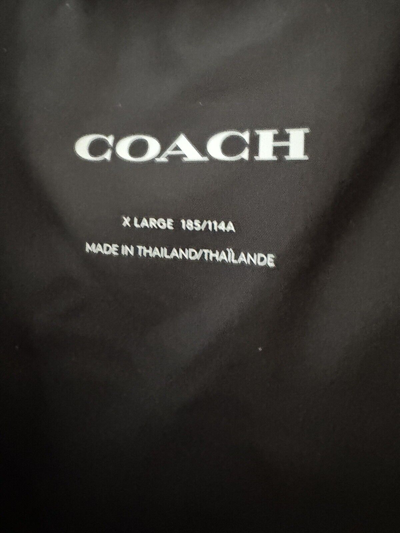 COACH
X LARGE 185/114A
MADE IN THAILAND/THAÏLANDE